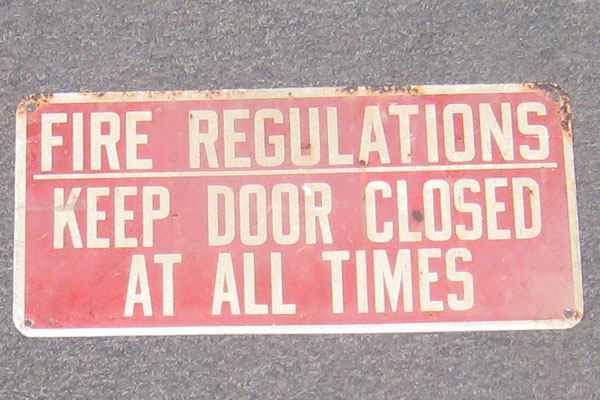 FIRE REGULATIONS
KEEP DOOR CLOSED
AT ALL TIMES